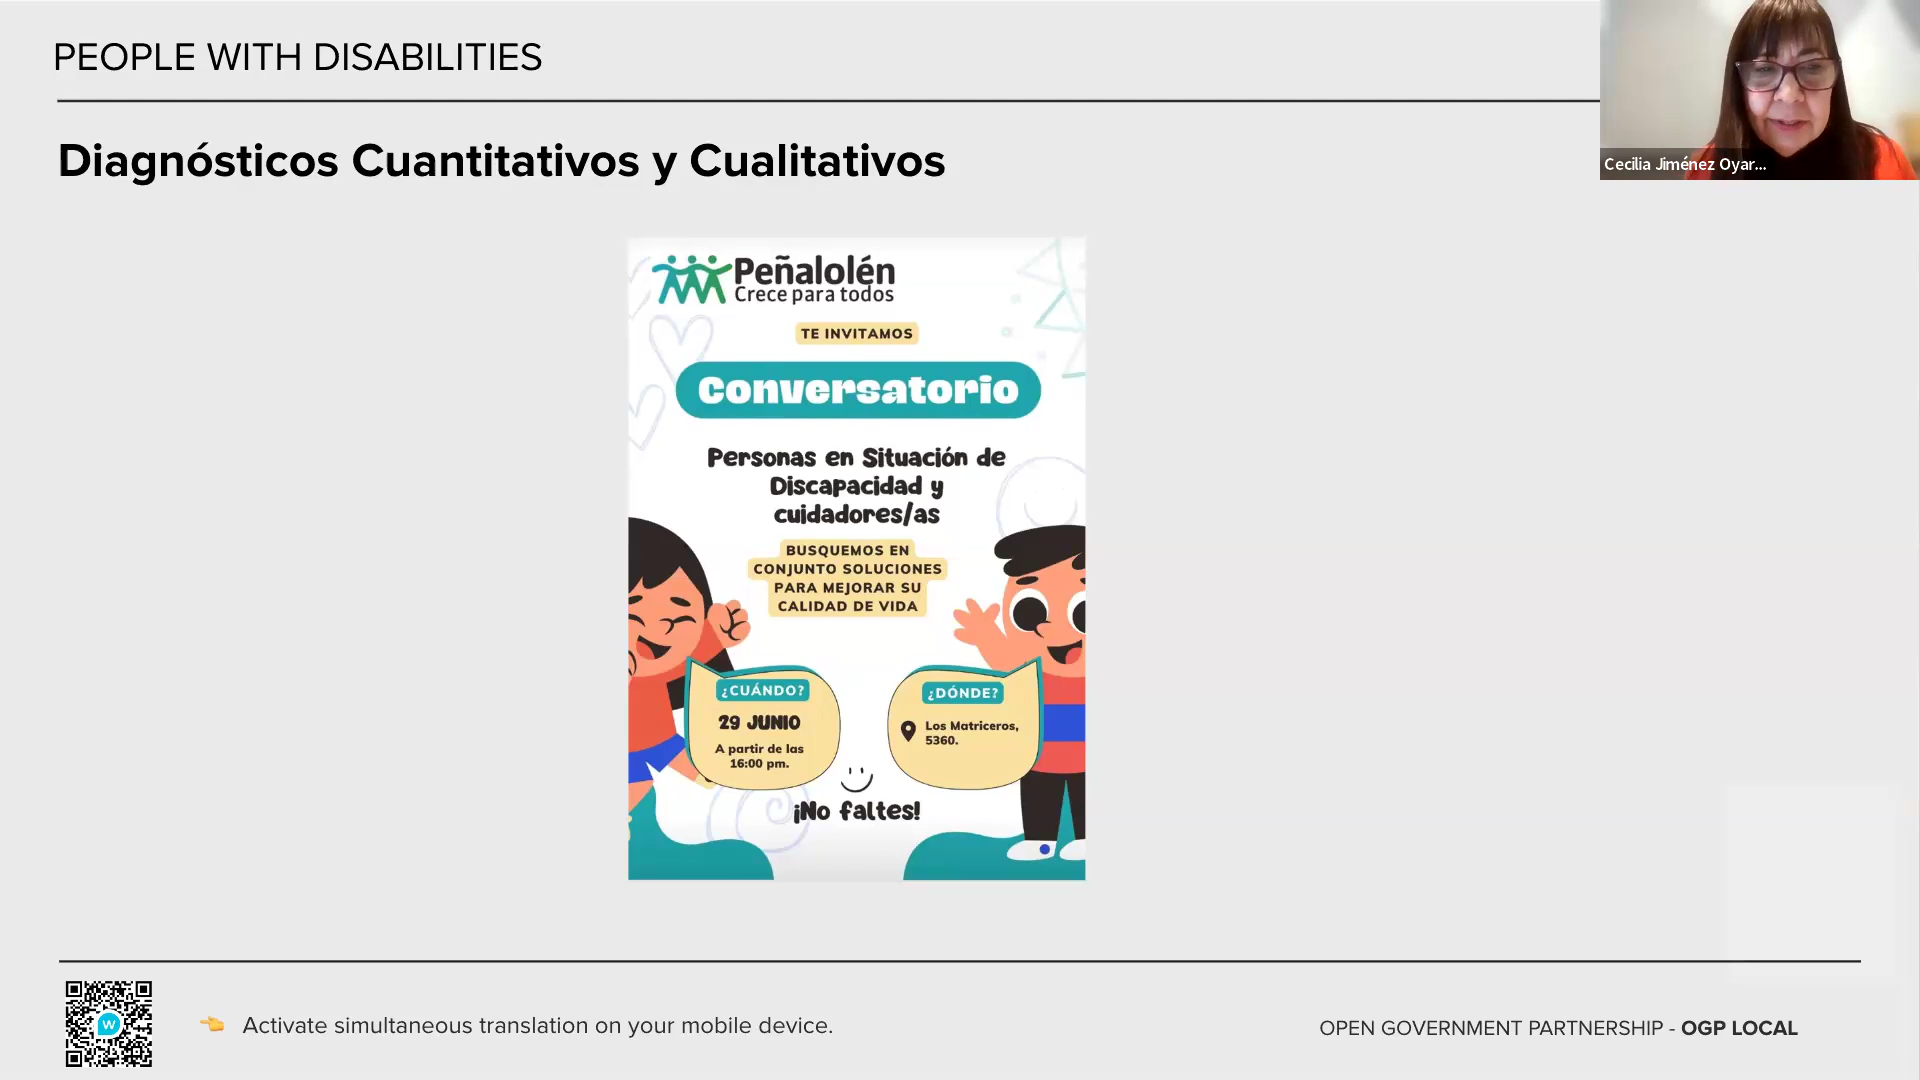 PEOPLE WITH DISABILITIES
Cecilia Jiménez Oyar...
Diagnósticos Cuantitativos y Cualitativos
Peñalolén
Crece para todos
TE INVITAMOS
Conversatorio
Personas en Situación de
Discapacidad y
cuidadores/as
BUSQUEMOS EN
CONJUNTO SOLUCIONES
PARA MEJORAR SU
CALIDAD DE VIDA
¿CUÁNDO?
29 JUNIO
A partir de las
16:00 pm.
¿DÓNDE?
Los Matriceros,
5360.
¡No faltes!
w
Activate simultaneous translation on your mobile device.
OPEN GOVERNMENT PARTNERSHIP - OGP LOCAL